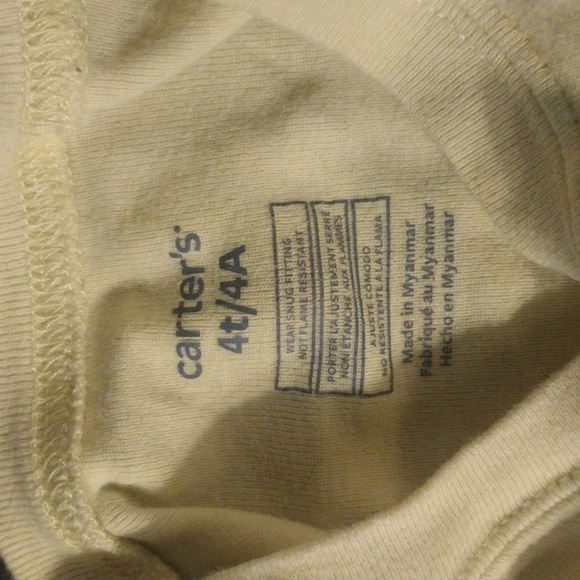 carter's
4t/4A
WEAR SNUG FITTING
NOT FLAME RESISTANT
PORTER L'AJUSTEMENT SERRÉ
NON ÉTANCHE AUX FLAMMES
AJUSTE CÓMODO
NO RESISTENTE A LA FLAMA
Made in Myanmar
Fabriqué au Myanmar
Hecho en Myanmar